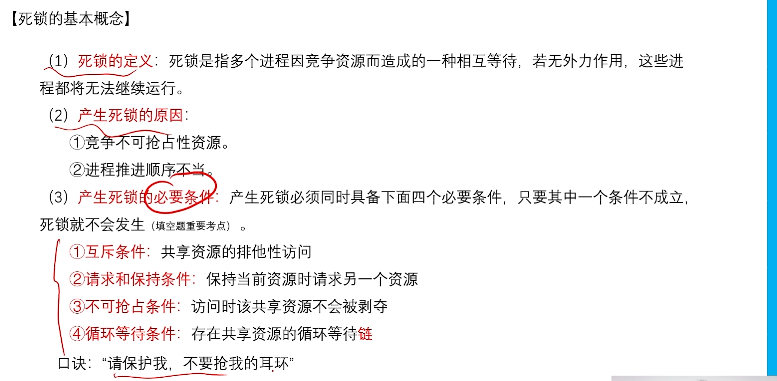 【死锁的基本概念】
（1）死锁的定义：死锁是指多个进程因竞争资源而造成的一种相互等待，若无外力作用，这些进
程都将无法继续运行。
（2）产生死锁的原因：
①竞争不可抢占性资源。
②进程推进顺序不当。
（3）产生死锁的必要条件：产生死锁必须同时具备下面四个必要条件，只要其中一个条件不成立，
死锁就不会发生（填空题重要考点）。
①互斥条件：共享资源的排他性访问
②请求和保持条件：保持当前资源时请求另一个资源
③不可抢占条件：访问时该共享资源不会被剥夺
④循环等待条件：存在共享资源的循环等待链
口诀：“请保护我，不要抢我的耳环”